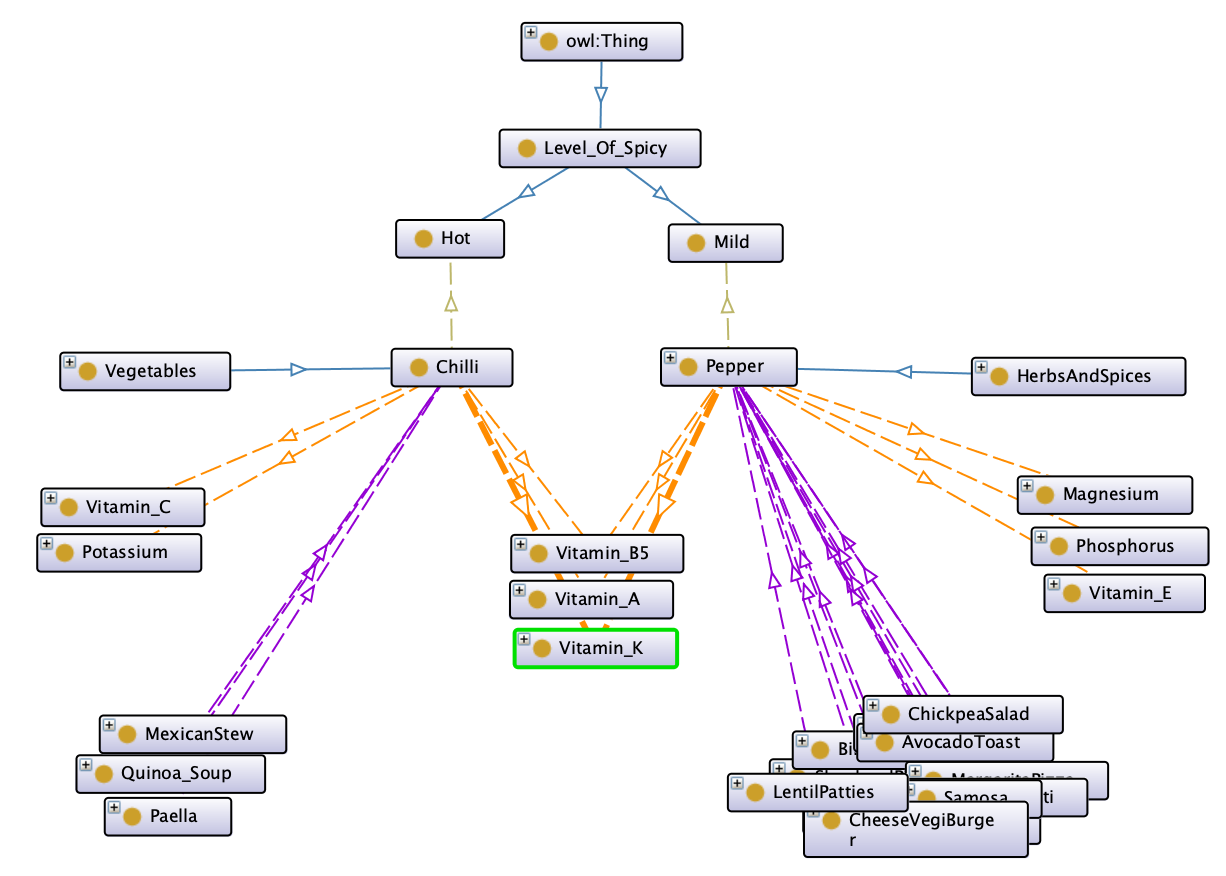 owl:Thing
Level_Of_Spicy
Hot
Mild
Vegetables
Chilli
Pepper
HerbsAndSpices
Vitamin_C
Potassium
Vitamin_B5
Vitamin_A
Vitamin_K
Magnesium
Phosphorus
Vitamin_E
MexicanStew
Quinoa_Soup
Paella
ChickpeaSalad
AvocadoToast
LentilPatties
Samosa
CheeseVegiBurge
r